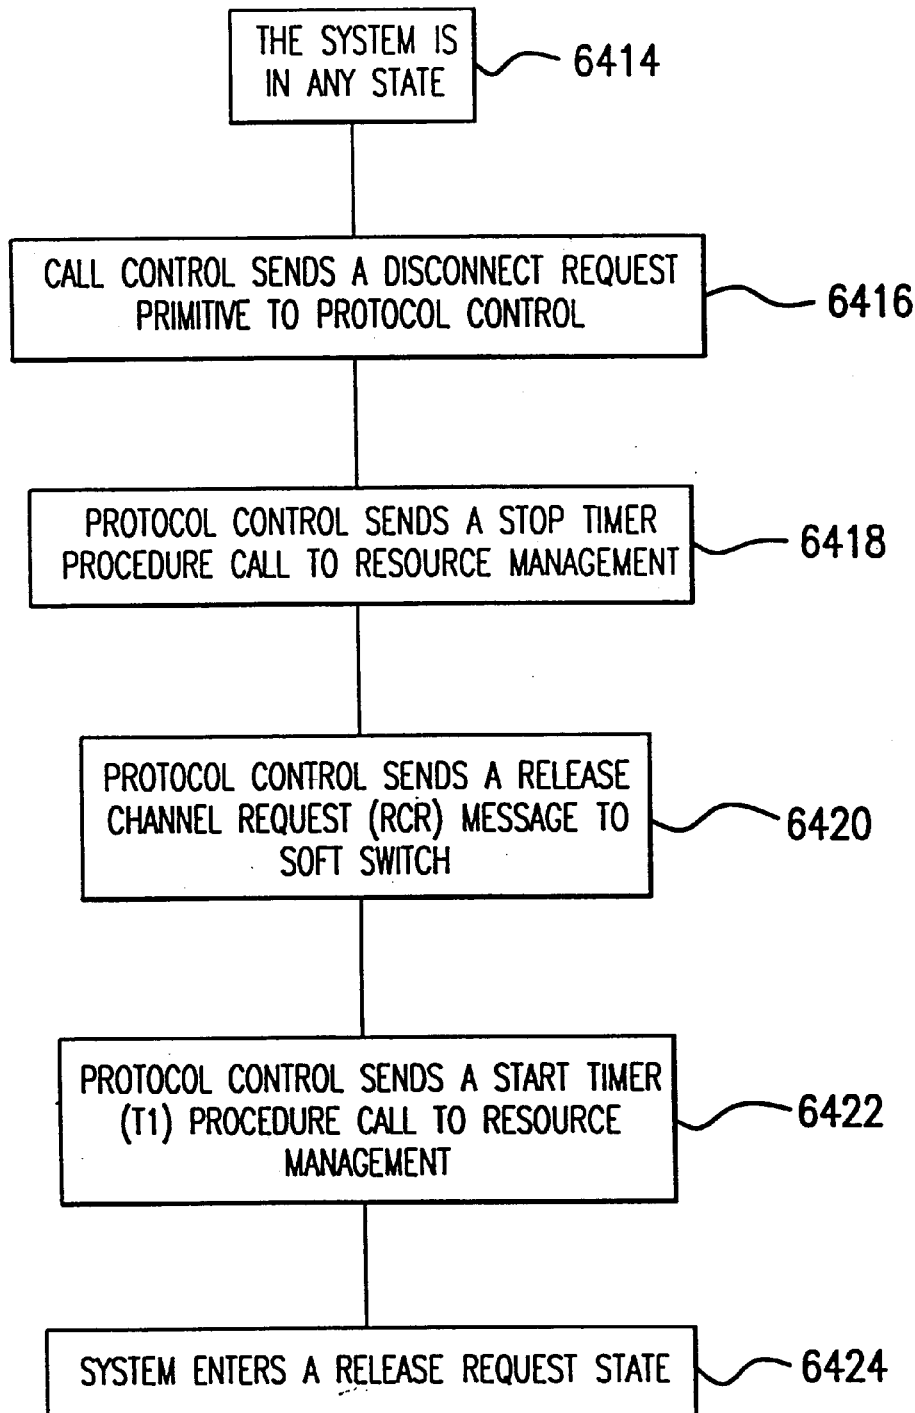 THE SYSTEM IS
IN ANY STATE
6414
CALL CONTROL SENDS A DISCONNECT REQUEST
PRIMITIVE TO PROTOCOL CONTROL
6416
PROTOCOL CONTROL SENDS A STOP TIMER
PROCEDURE CALL TO RESOURCE MANAGEMENT
6418
PROTOCOL CONTROL SENDS A RELEASE
CHANNEL REQUEST (RCR) MESSAGE TO
SOFT SWITCH
6420
PROTOCOL CONTROL SENDS A START TIMER
(T1) PROCEDURE CALL TO RESOURCE
MANAGEMENT
6422
SYSTEM ENTERS A RELEASE REQUEST STATE
6424